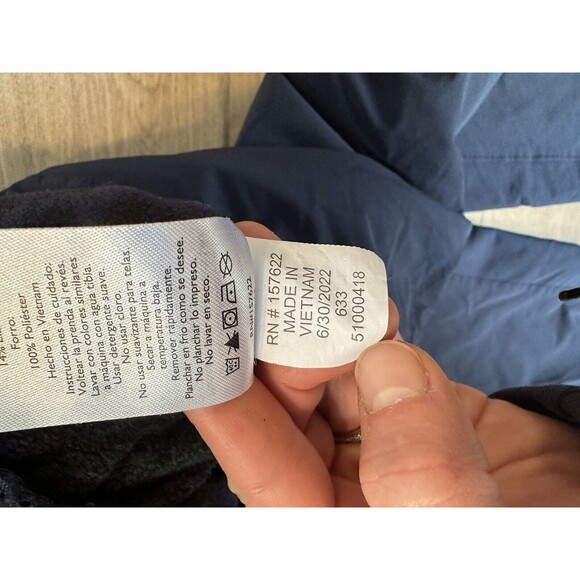 Forro:
100% Poliéster
Hecho en Vietnam
Instrucciones de cuidado:
Voltear la prenda al revés.
Lavar con colores similares
a máquina con agua tibia.
Usar detergente suave.
No usar cloro.
No usar suavizante para telas.
Secar a máquina a
temperatura baja.
Remover rápidamente.
Planchar en frío como se desee.
No planchar lo impreso.
No lavar en seco.
RN # 157622
MADE IN
VIETNAM
6/30/2022
633
51000418